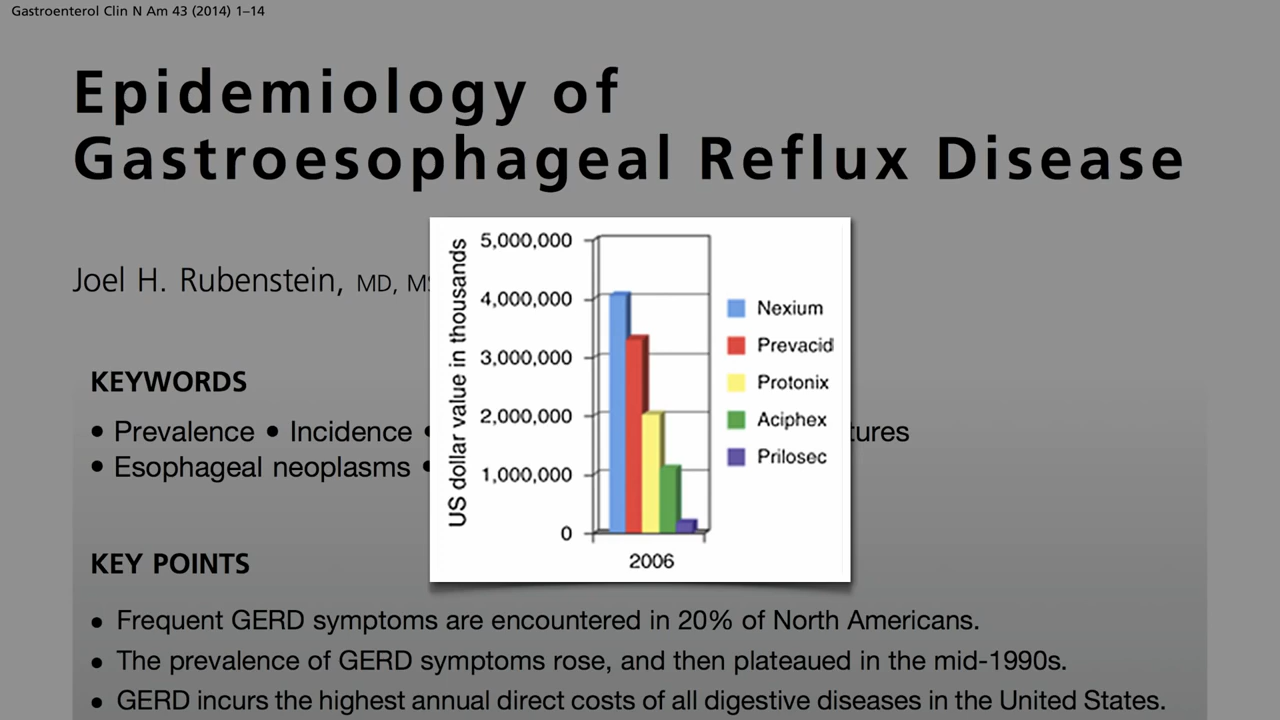 Gastroenterol Clin N Am 43 (2014) 1–14
Epidemiology of
Gastroesophageal Reflux Disease
Joel H. Rubenstein, MD,
US dollar value in thousands
5,000,000
4,000,000
3,000,000
2,000,000
1,000,000
0
2006
Nexium
Prevacid
Protonix
Aciphex
Prilosec
KEYWORDS
• Prevalence • Incidence •
• Esophageal neoplasms •
KEY POINTS
• Frequent GERD symptoms are encountered in 20% of North Americans.
• The prevalence of GERD symptoms rose, and then plateaued in the mid-1990s.
• GERD incurs the highest annual direct costs of all digestive diseases in the United States.